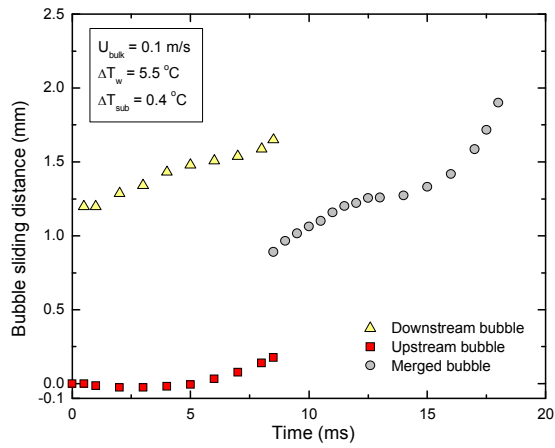 2.5
2.0
1.5
1.0
0.5
0.0
-0.1
Bubble sliding distance (mm)
U_bulk = 0.1 m/s
ΔT_w = 5.5 °C
ΔT_sub = 0.4 °C
Downstream bubble
Upstream bubble
Merged bubble
0 5 10 15 20
Time (ms)